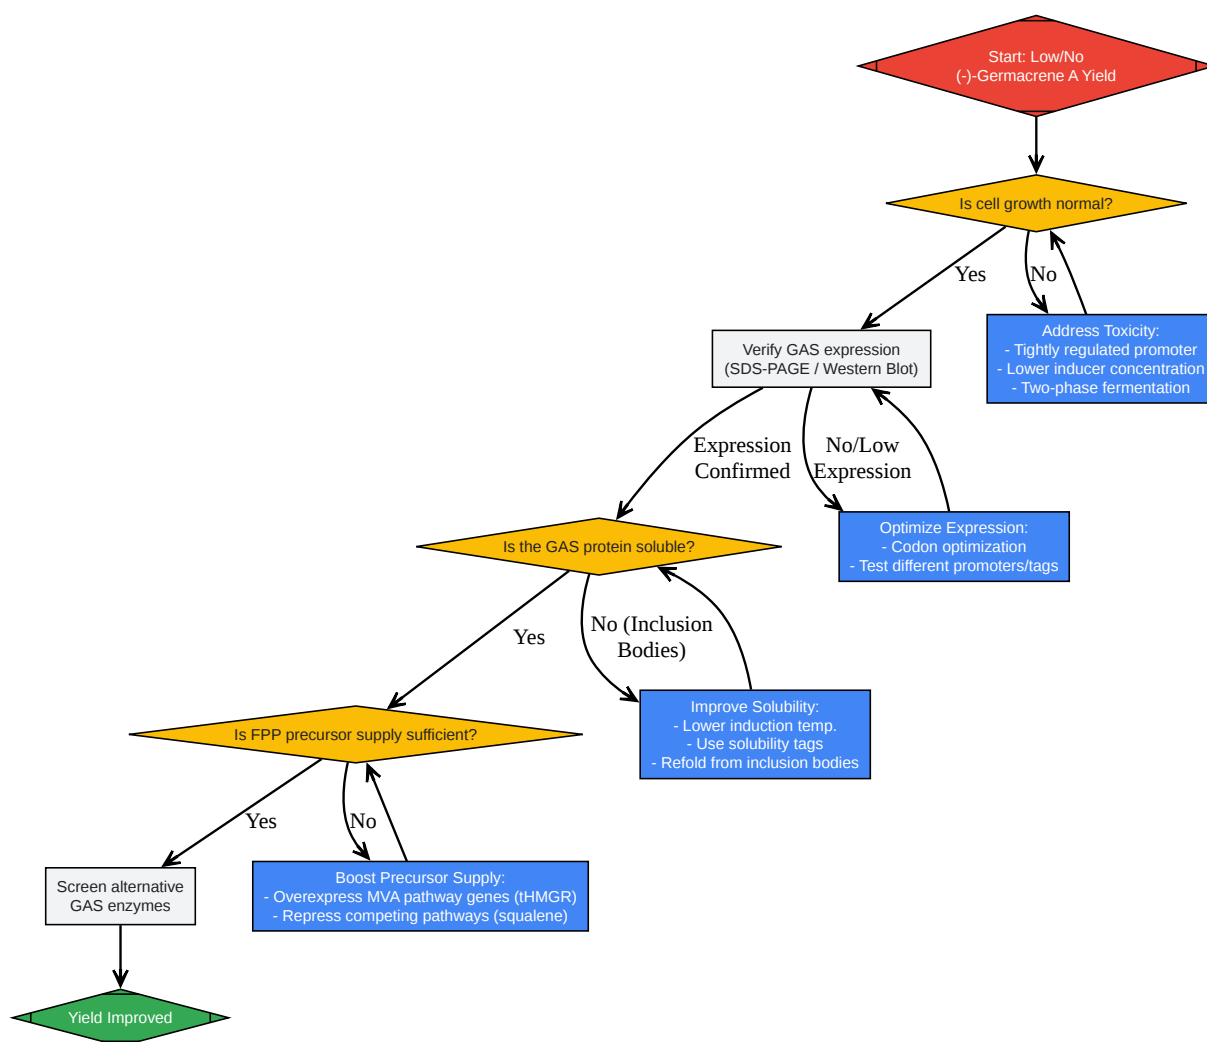 Start: Low/No
(-)-Germacrene A Yield
Is cell growth normal?
Yes
No
Address Toxicity:
- Tightly regulated promoter
- Lower inducer concentration
- Two-phase fermentation
Verify GAS expression
(SDS-PAGE / Western Blot)
Expression
Confirmed
No/Low
Expression
Optimize Expression:
- Codon optimization
- Test different promoters/tags
Is the GAS protein soluble?
Yes
No (Inclusion
Bodies)
Improve Solubility:
- Lower induction temp.
- Use solubility tags
- Refold from inclusion bodies
Is FPP precursor supply sufficient?
Yes
No
Boost Precursor Supply:
- Overexpress MVA pathway genes (tHMGR)
- Repress competing pathways (squalene)
Screen alternative
GAS enzymes
Yield Improved